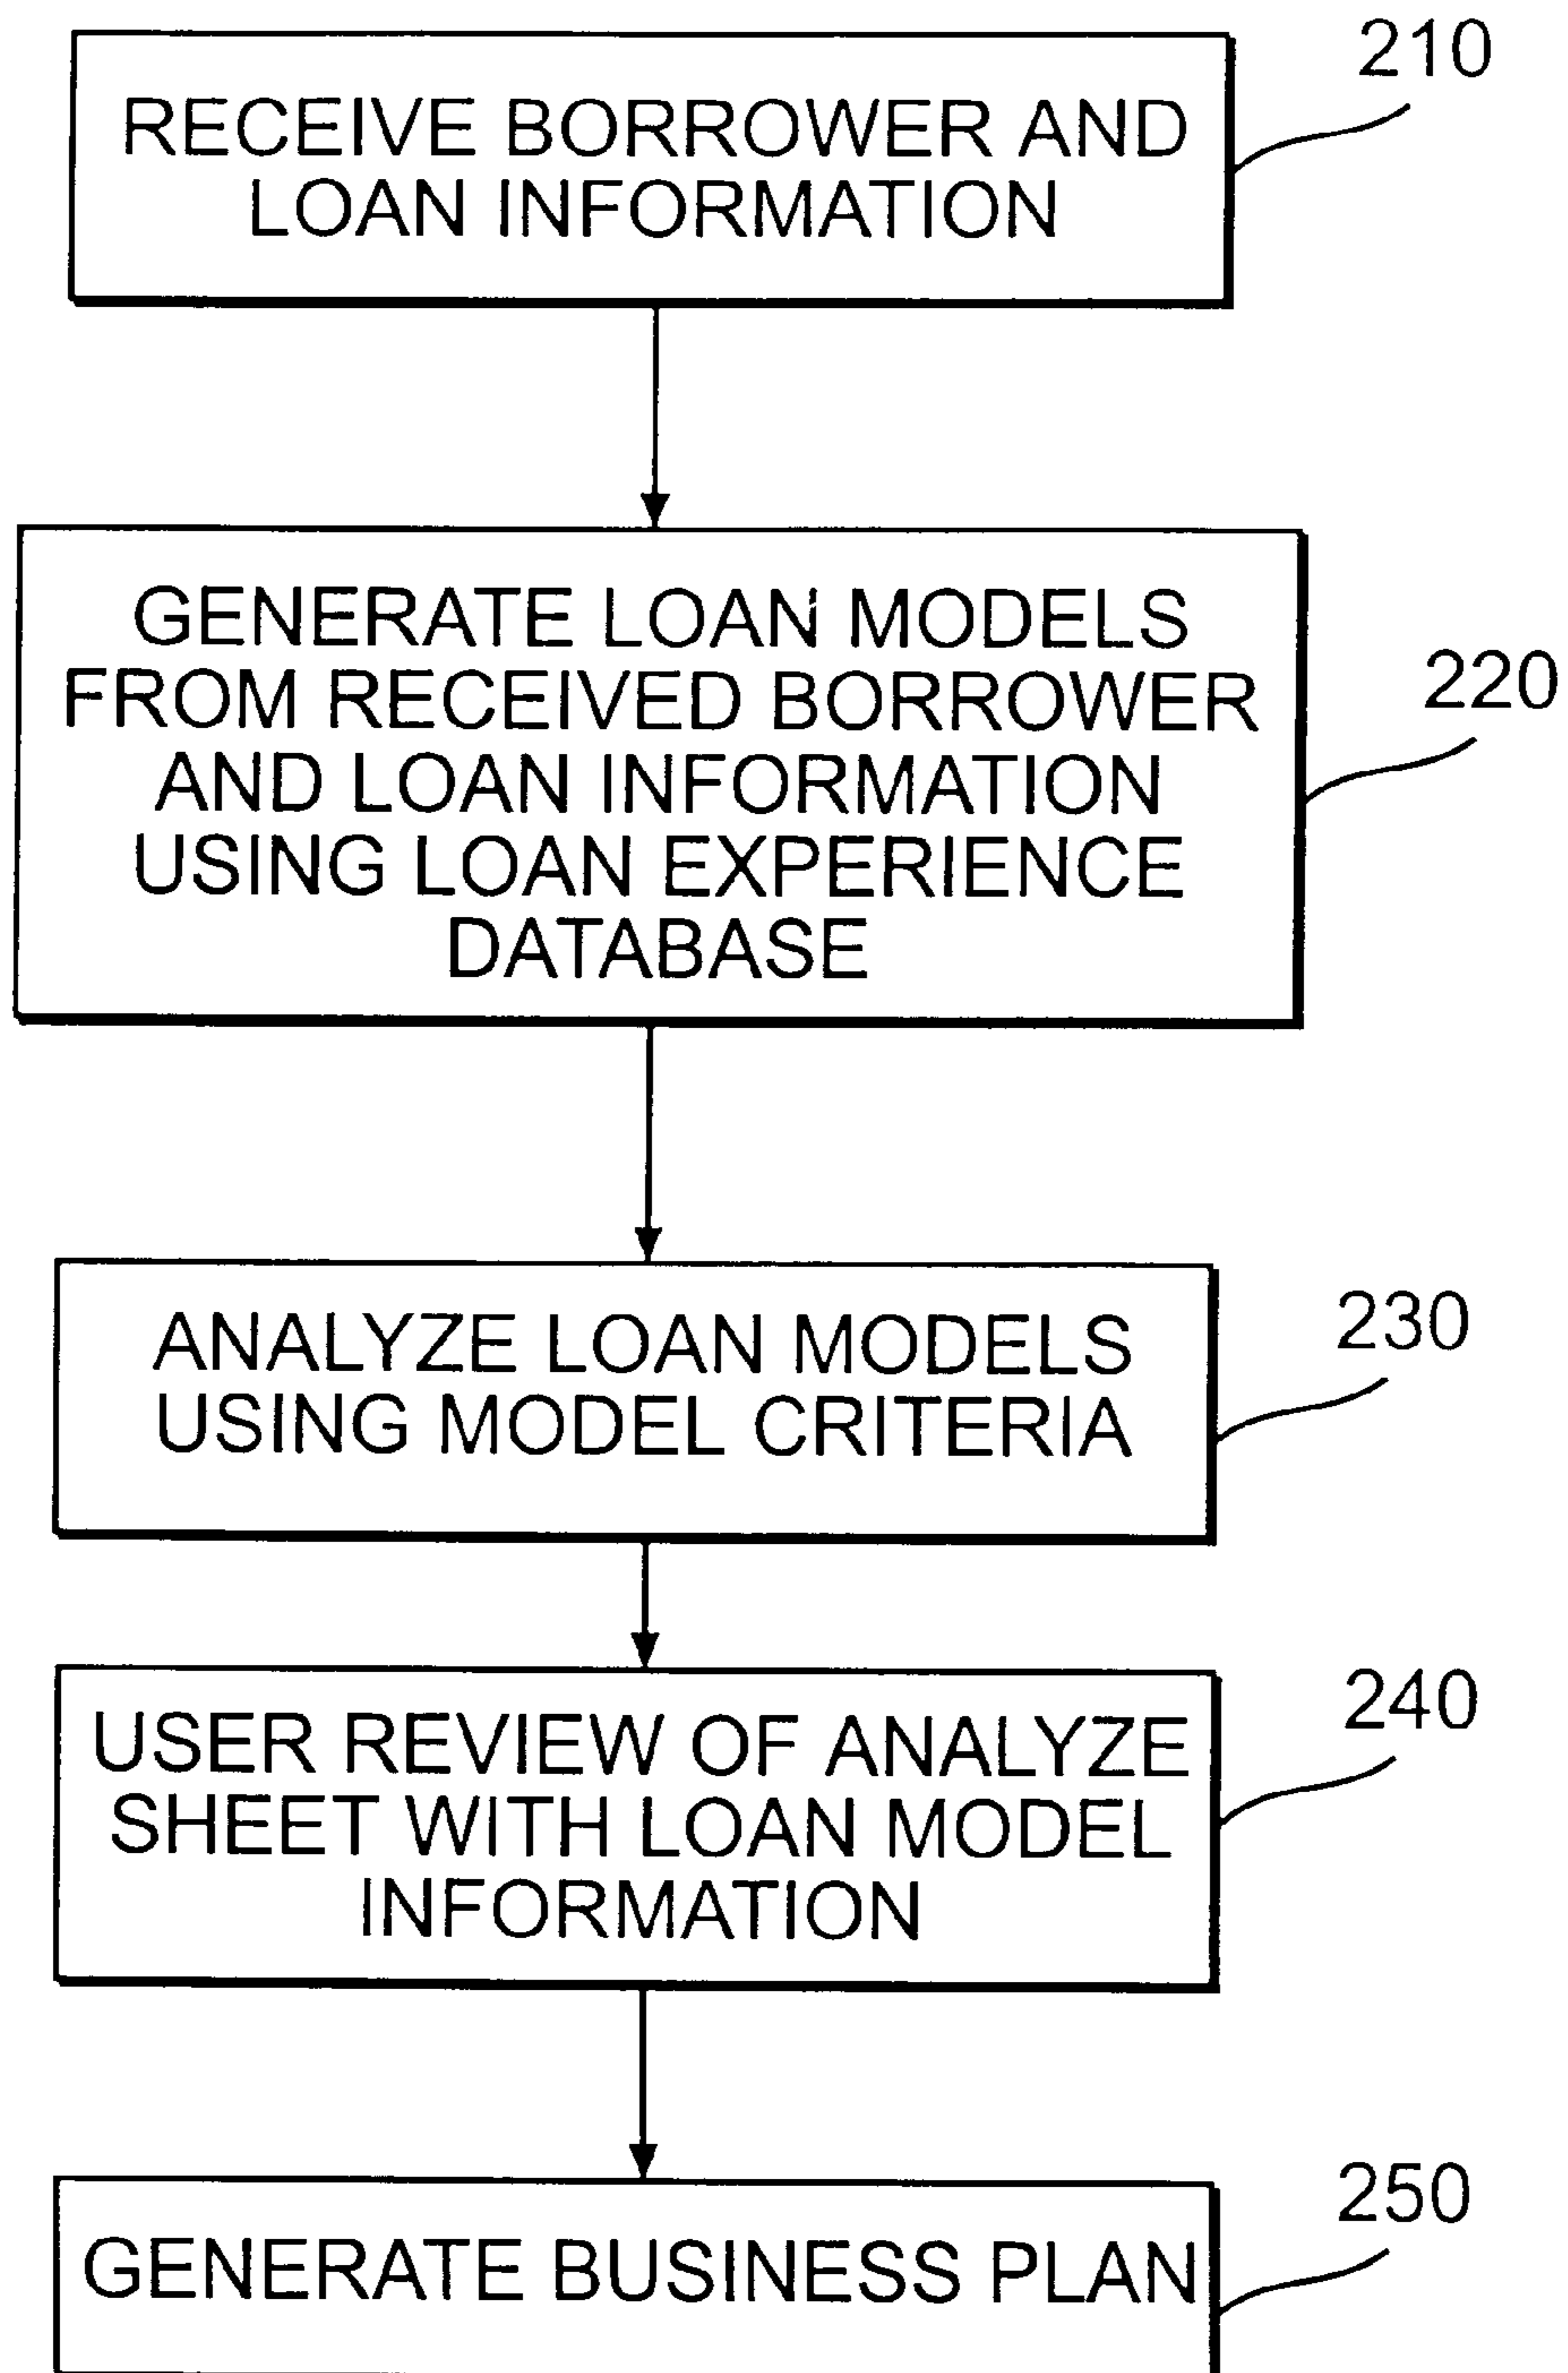 210
RECEIVE BORROWER AND
LOAN INFORMATION
GENERATE LOAN MODELS
FROM RECEIVED BORROWER
AND LOAN INFORMATION
USING LOAN EXPERIENCE
DATABASE
220
ANALYZE LOAN MODELS
USING MODEL CRITERIA
230
USER REVIEW OF ANALYZE
SHEET WITH LOAN MODEL
INFORMATION
240
GENERATE BUSINESS PLAN
250